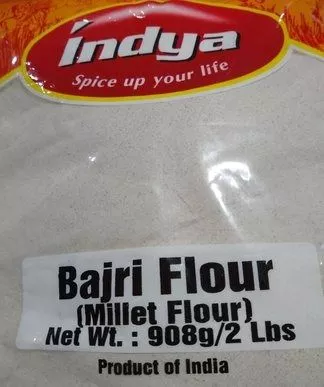 Indya
Spice up your life
Bajri Flour
(Millet Flour)
Net Wt. : 908g/2 Lbs
Product of India